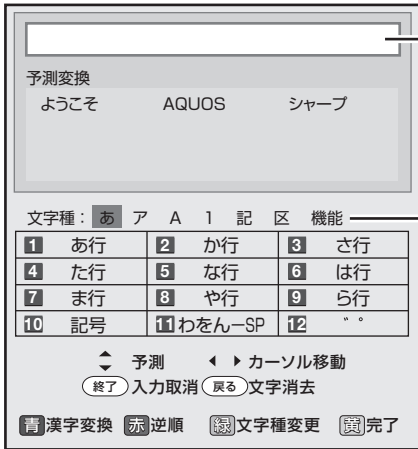 予測変換
ようこそ AQUOS シャープ
文字種： あ ア A 1 記 区 機能
1 あ行 2 か行 3 さ行
4 た行 5 な行 6 は行
7 ま行 8 や行 9 ら行
10 記号 11 わをんーSP 12 ゛゜
予測 カーソル移動
終了 入力取消 戻る 文字消去
青 漢字変換 赤 逆順 緑 文字種変更 黄 完了